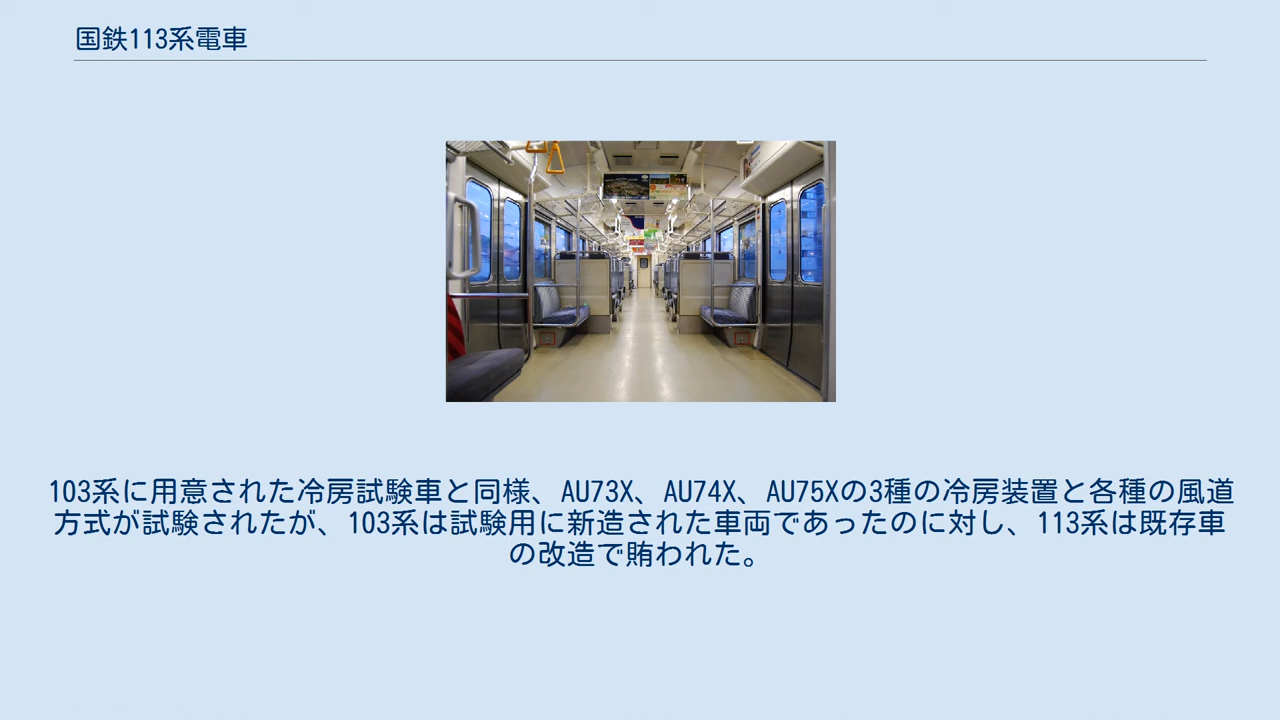 国鉄113系電車
103系に用意された冷房試験車と同様、AU73X、AU74X、AU75Xの3種の冷房装置と各種の風道
方式が試験されたが、103系は試験用に新造された車両であったのに対し、113系は既存車
の改造で賄われた。